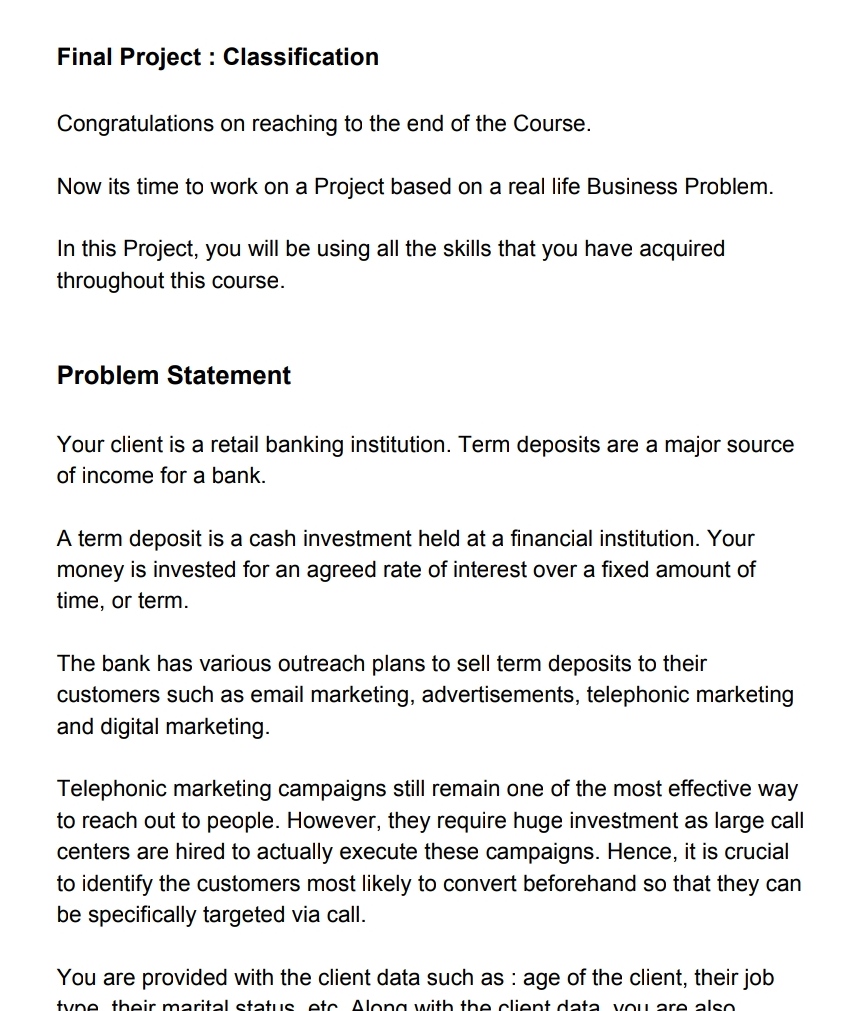 Final Project : Classification
Congratulations on reaching to the end of the Course.
Now its time to work on a Project based on a real life Business Problem.
In this Project, you will be using all the skills that you have acquired
throughout this course.
Problem Statement
Your client is a retail banking institution. Term deposits are a major source
of income for a bank.
A term deposit is a cash investment held at a financial institution. Your
money is invested for an agreed rate of interest over a fixed amount of
time, or term.
The bank has various outreach plans to sell term deposits to their
customers such as email marketing, advertisements, telephonic marketing
and digital marketing.
Telephonic marketing campaigns still remain one of the most effective way
to reach out to people. However, they require huge investment as large call
centers are hired to actually execute these campaigns. Hence, it is crucial
to identify the customers most likely to convert beforehand so that they can
be specifically targeted via call.
You are provided with the client data such as : age of the client, their job
type, their marital status, etc. Along with the client data, you are also